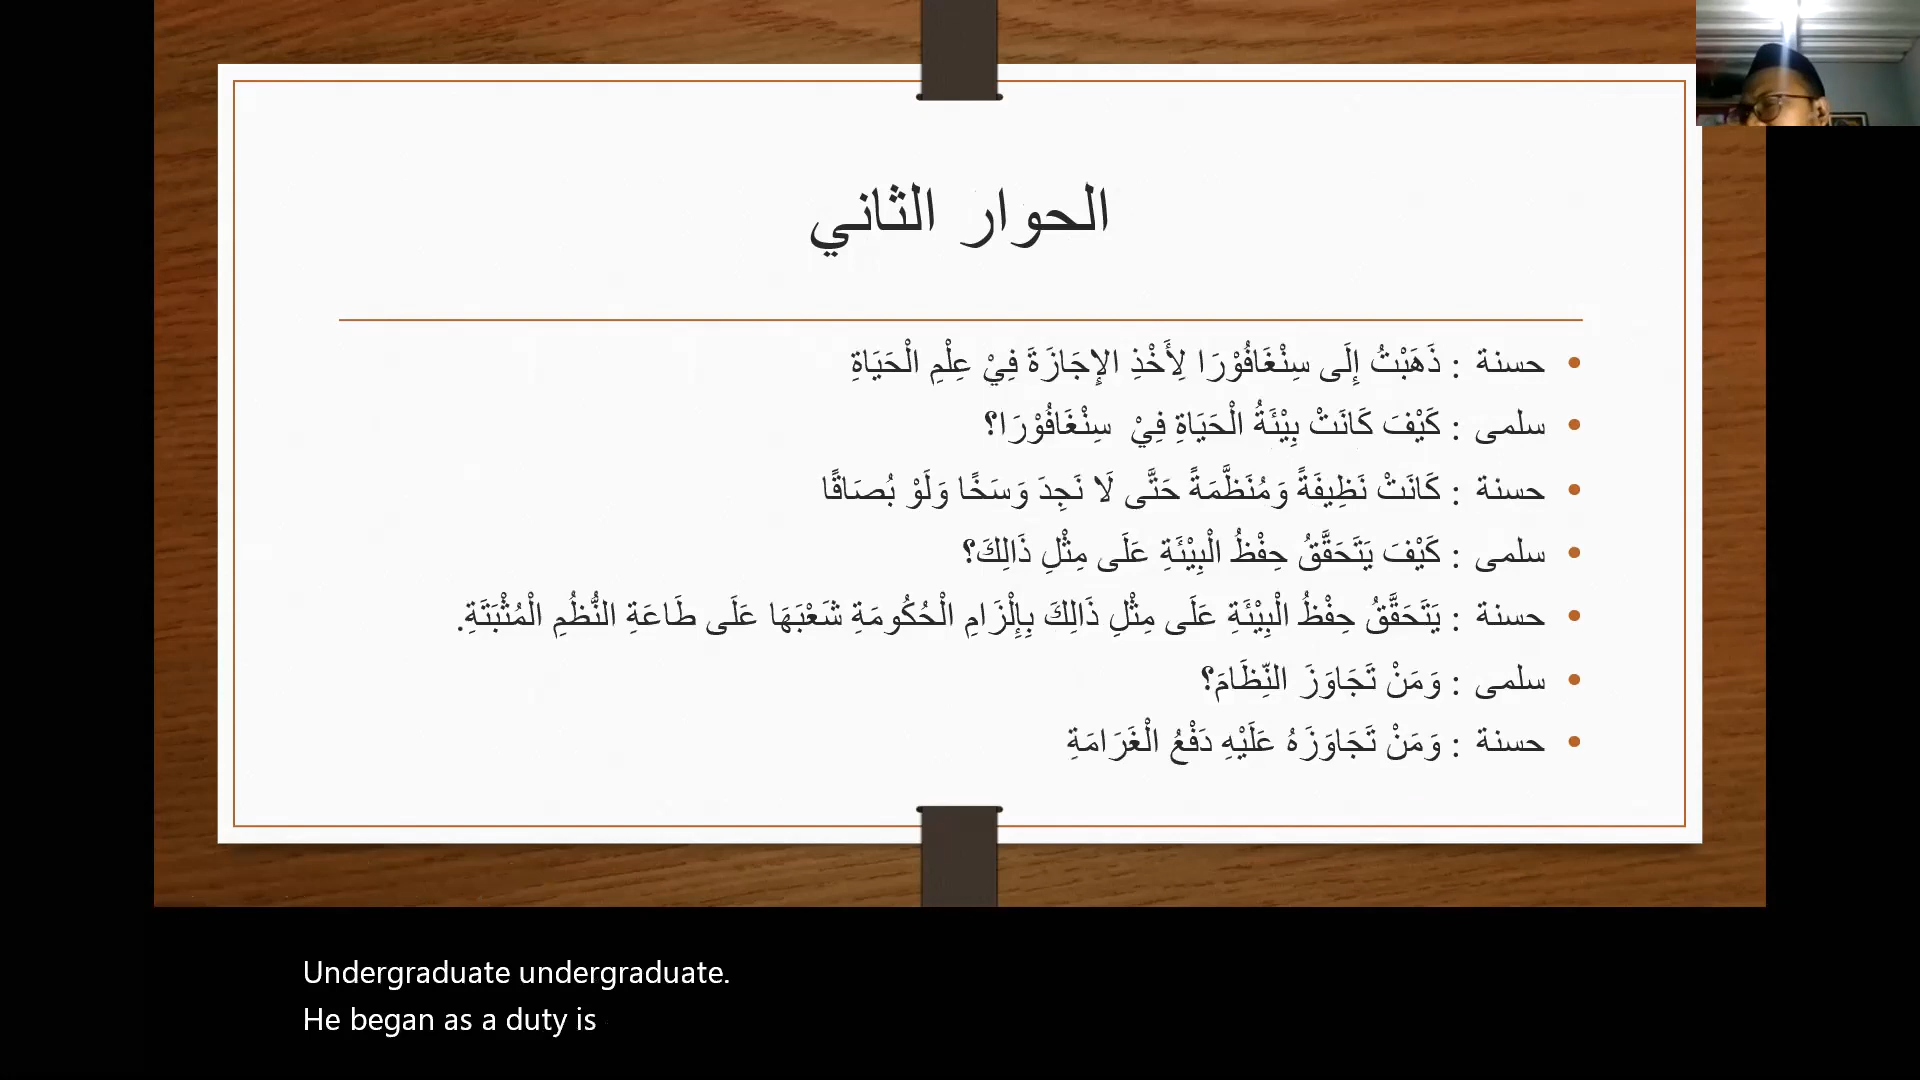 الحوار الثاني
• حسنة : ذَهَبْتُ إِلَى سِنْغَافُوْرَا لِأَخْذِ الإِجَازَةَ فِيْ عِلْمِ الْحَيَاةِ
• سلمى : كَيْفَ كَانَتْ بِيْئَةُ الْحَيَاةِ فِيْ سِنْغَافُوْرَا؟
• حسنة : كَانَتْ نَظِيفَةً وَمُنَظَّمَةً حَتَّى لَا نَجِدَ وَسَخًا وَلَوْ بُصَاقًا
• سلمى : كَيْفَ يَتَحَقَّقُ حِفْظُ الْبِيْئَةِ عَلَى مِثْلِ ذَالِكَ؟
• حسنة : يَتَحَقَّقُ حِفْظُ الْبِيْئَةِ عَلَى مِثْلِ ذَالِكَ بِإِلْزَامِ الْحُكُومَةِ شَعْبَهَا عَلَى طَاعَةِ النُّظُمِ الْمُثْبَتَةِ.
• سلمى : وَمَنْ تَجَاوَزَ النِّظَامَ؟
• حسنة : وَمَنْ تَجَاوَزَهُ عَلَيْهِ دَفْعُ الْغَرَامَةِ
Undergraduate undergraduate.
He began as a duty is